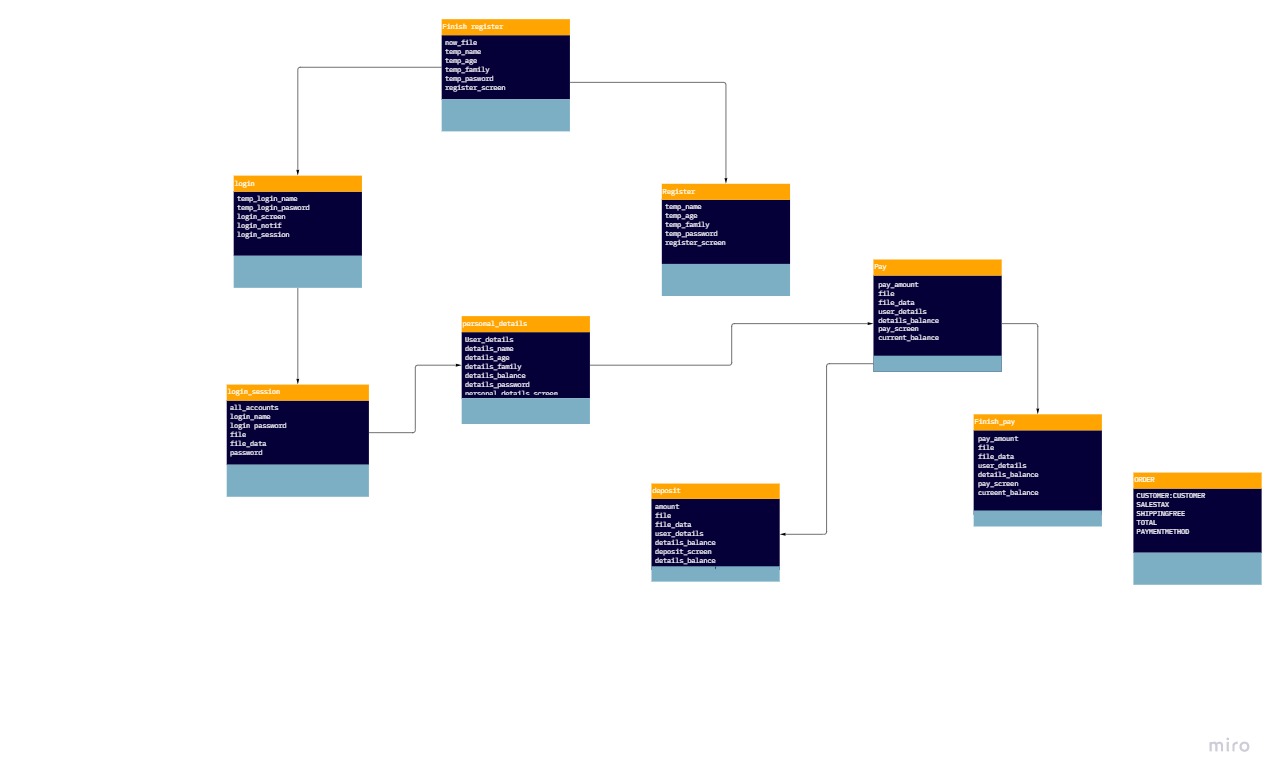 Finish register
now_file
temp_name
temp_age
temp_family
temp_pasword
register_screen
login
temp_login_name
temp_login_pasword
login_screen
login_notif
login_session
Register
temp_name
temp_age
temp_family
temp_password
register_screen
Pay
pay_amount
file
file_data
user_details
details_balance
pay_screen
current_balance
personal_details
User_details
details_name
details_age
details_family
details_balance
details_password
personal_details_screen
login_session
all_accounts
login_name
login password
file
file_data
password
Finish_pay
pay_amount
file
file_data
user_details
details_balance
pay_screen
cureent_balance
deposit
amount
file
file_data
user_details
details_balance
deposit_screen
details_balance
ORDER
CUSTOMER:CUSTOMER
SALESTAX
SHIPPINGFREE
TOTAL
PAYMENTMETHOD
miro